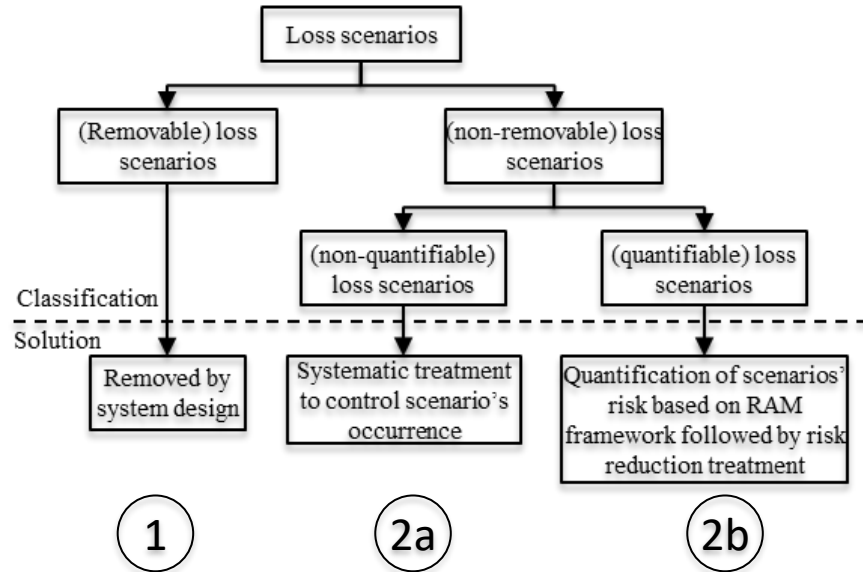 Loss scenarios
(Removable) loss
scenarios
(non-removable) loss
scenarios
(non-quantifiable)
loss scenarios
(quantifiable) loss
scenarios
Classification
Solution
Removed by
system design
Systematic treatment
to control scenario’s
occurrence
Quantification of scenarios’
risk based on RAM
framework followed by risk
reduction treatment
1
2a
2b